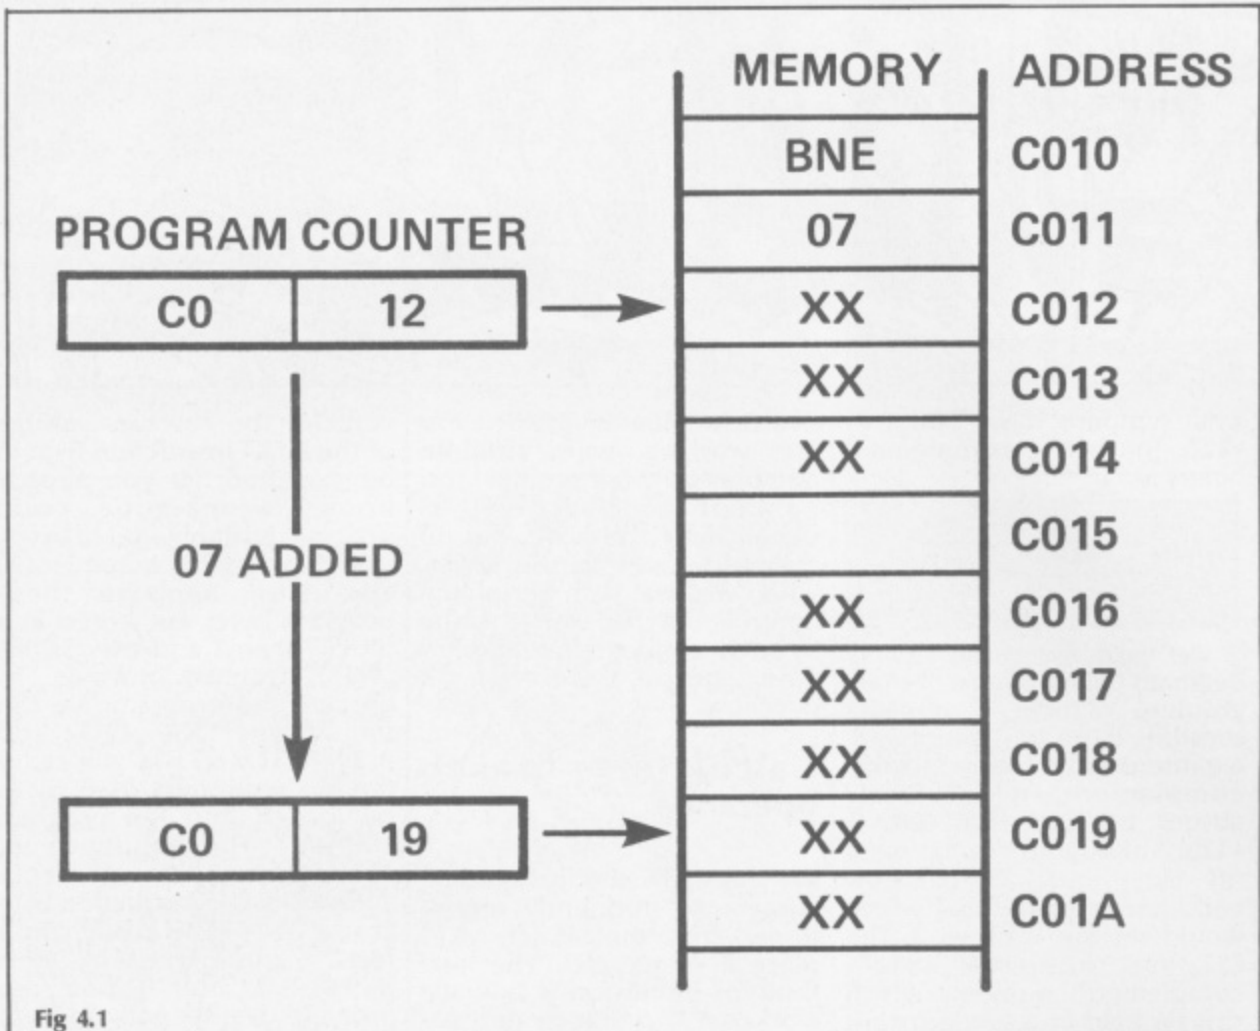 MEMORY ADDRESS
BNE C010
PROGRAM COUNTER
07 C011
C0 12 XX C012
XX C013
XX C014
C015
07 ADDED
XX C016
XX C017
XX C018
C0 19 XX C019
XX C01A
Fig 4.1